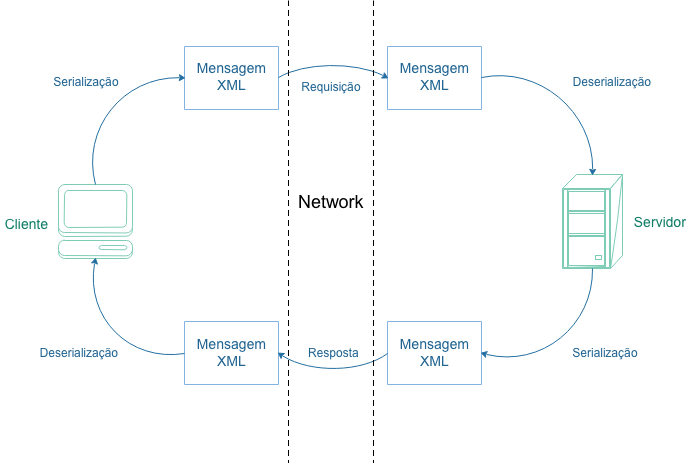 Serialização
Mensagem
XML
Requisição
Mensagem
XML
Deserialização
Cliente
Network
Servidor
Deserialização
Mensagem
XML
Resposta
Mensagem
XML
Serialização